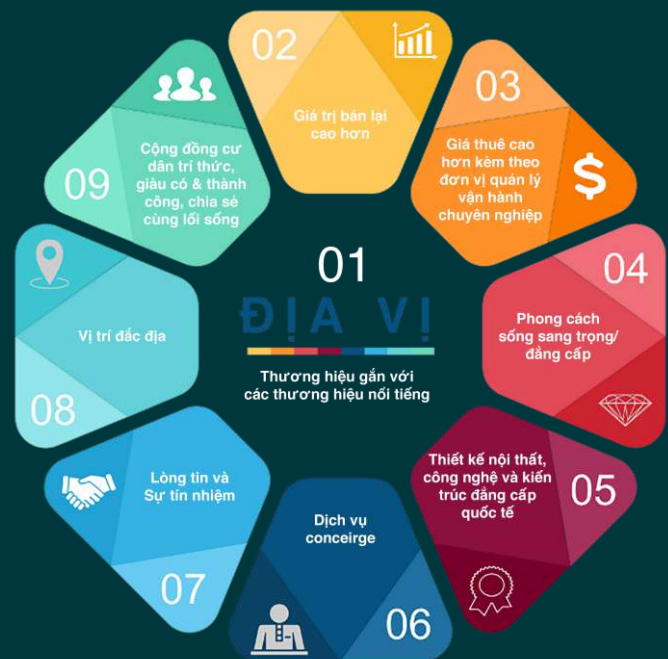 01
ĐỊA VỊ
Thương hiệu gắn với
các thương hiệu nổi tiếng
02
Giá trị bán lại
cao hơn
03
Giá thuê cao
hơn kèm theo
đơn vị quản lý
vận hành
chuyên nghiệp
$
04
Phong cách
sống sang trọng/
đẳng cấp
Thiết kế nội thất,
công nghệ và kiến
trúc đẳng cấp
quốc tế
05
Dịch vụ
conceirge
06
Lòng tin và
Sự tín nhiệm
07
Vị trí đắc địa
08
Cộng đồng cư
dân trí thức,
giàu có & thành
công, chia sẻ
cùng lối sống
09